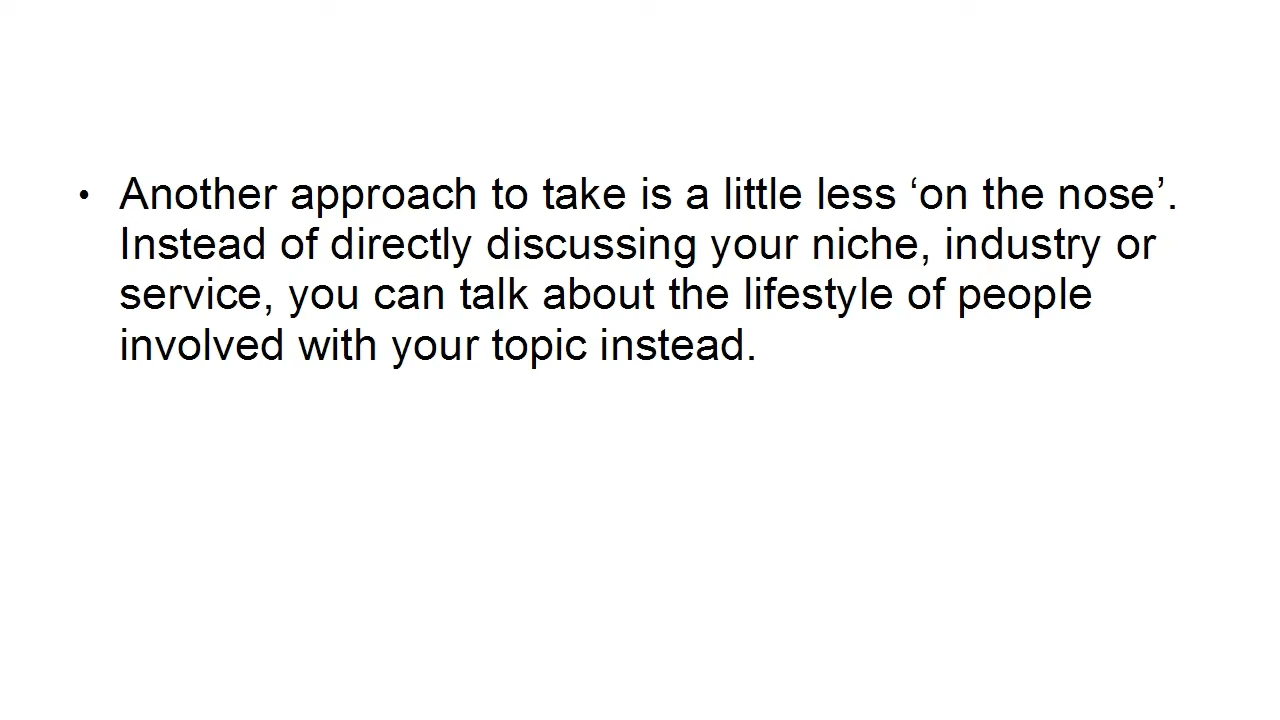 • Another approach to take is a little less ‘on the nose’.
Instead of directly discussing your niche, industry or
service, you can talk about the lifestyle of people
involved with your topic instead.